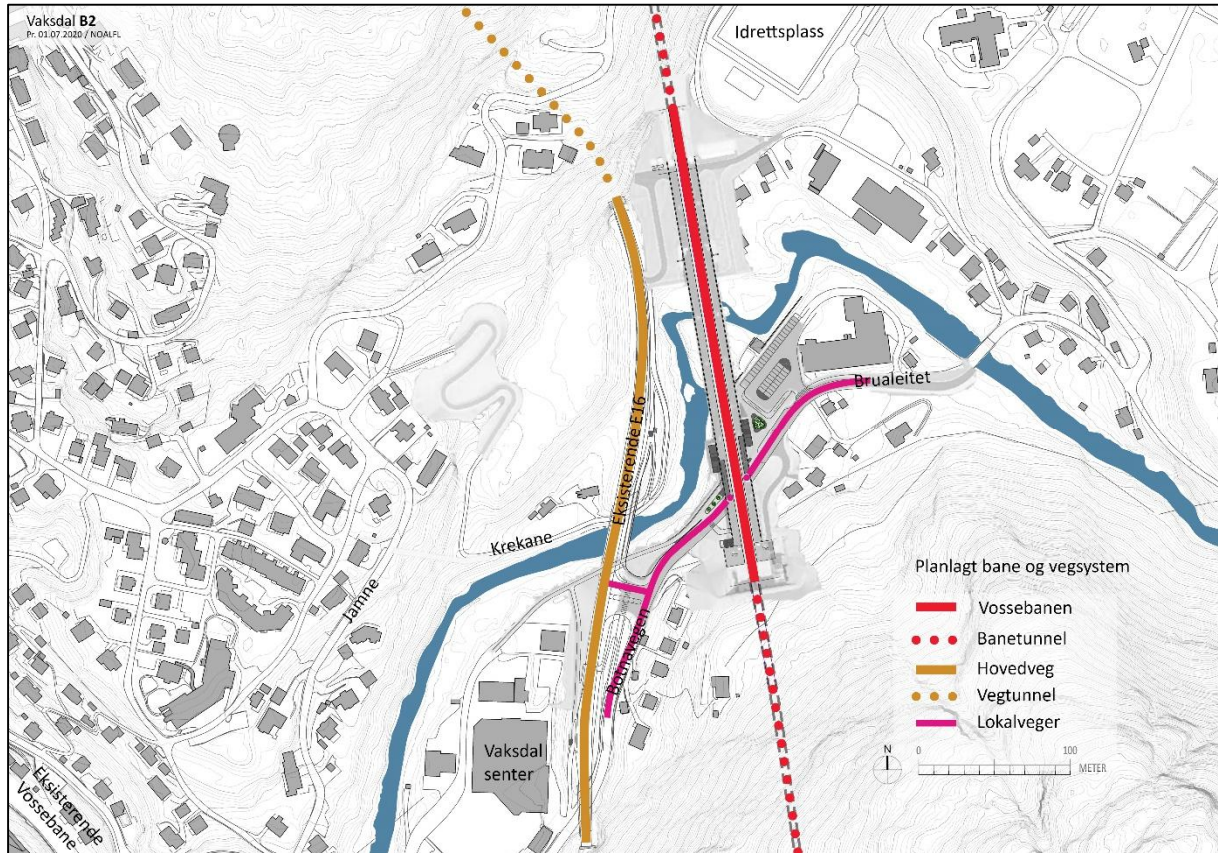 Vaksdal B2
Pr. 01.07.2020 / NOALFL
Idrettsplass
Brualeitet
Eksisterende E16
Krekane
Jamne
Botnavegen
Vaksdal
senter
Eksisterende
Vossebane
Planlagt bane og vegsystem
Vossebanen
Banetunnel
Hovedveg
Vegtunnel
Lokalveger
N
0 100
METER